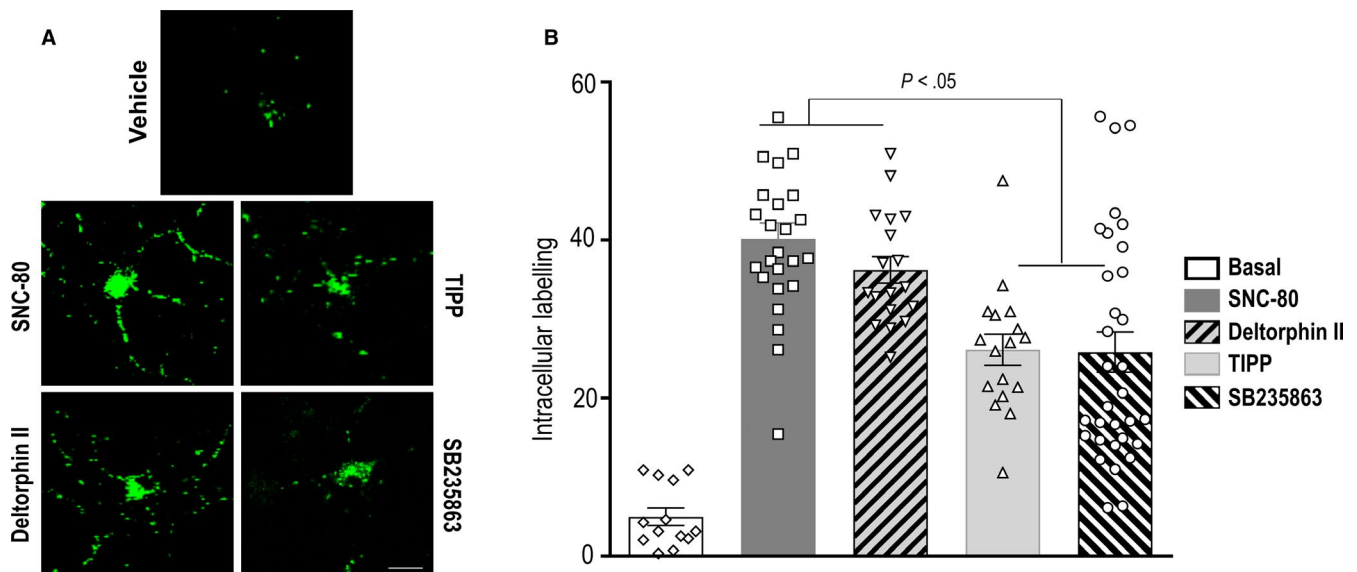 A
Vehicle
SNC-80
TIPP
Deltorphin II
SB235863
B
P < .05
Intracellular labelling
60
40
20
0
Basal
SNC-80
Deltorphin II
TIPP
SB235863